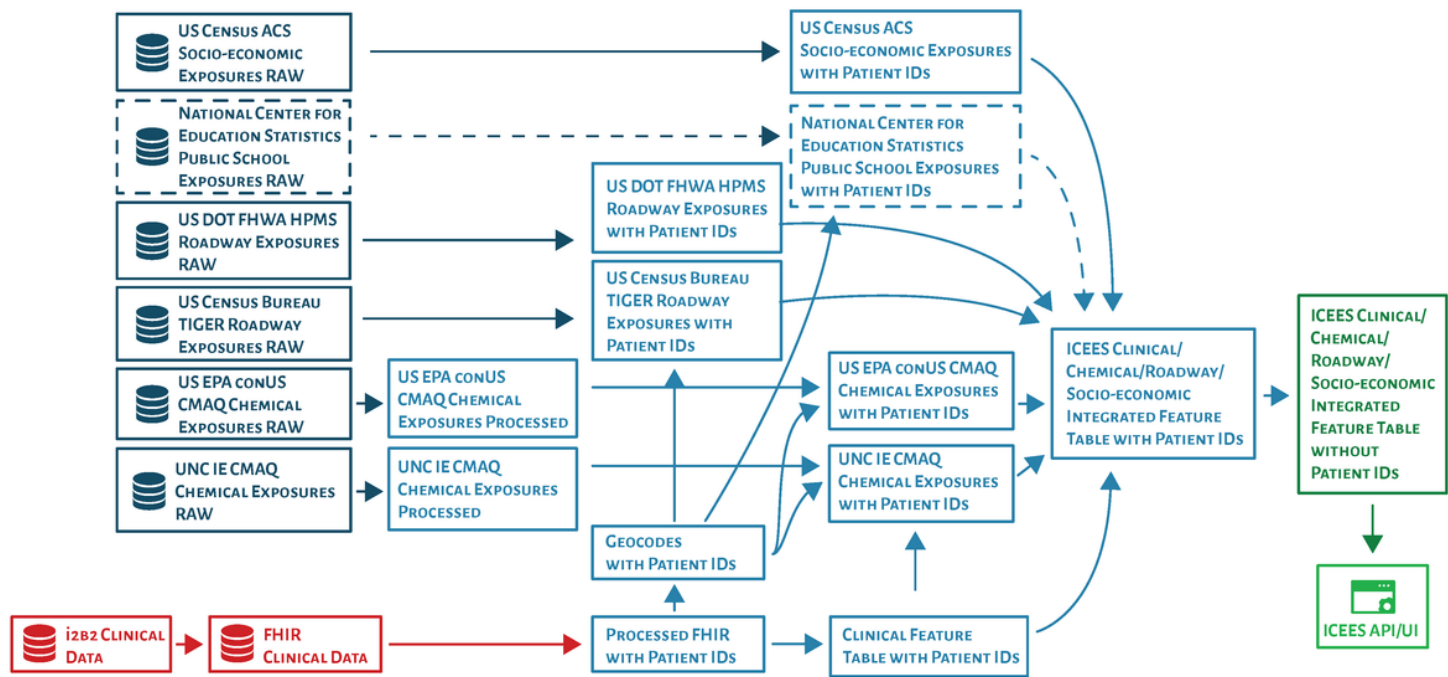 US Census ACS
Socio-economic
Exposures RAW
National Center for
Education Statistics
Public School
Exposures RAW
US DOT FHWA HPMS
Roadway Exposures
RAW
US Census Bureau
TIGER Roadway
Exposures RAW
US EPA conUS
CMAQ Chemical
Exposures RAW
UNC IE CMAQ
Chemical Exposures
RAW
US EPA conUS
CMAQ Chemical
Exposures Processed
UNC IE CMAQ
Chemical Exposures
Processed
US DOT FHWA HPMS
Roadway Exposures
with Patient IDs
US Census Bureau
TIGER Roadway
Exposures with
Patient IDs
US Census ACS
Socio-economic Exposures
with Patient IDs
National Center for
Education Statistics
Public School Exposures
with Patient IDs
US EPA conUS CMAQ
Chemical Exposures
with Patient IDs
UNC IE CMAQ
Chemical Exposures
with Patient IDs
Geocodes
with Patient IDs
i2b2 Clinical
Data
FHIR
Clinical Data
Processed FHIR
with Patient IDs
Clinical Feature
Table with Patient IDs
ICEES Clinical/
Chemical/Roadway/
Socio-economic
Integrated Feature
Table with Patient IDs
ICEES Clinical/
Chemical/
Roadway/
Socio-economic
Integrated
Feature Table
without
Patient IDs
ICEES API/UI